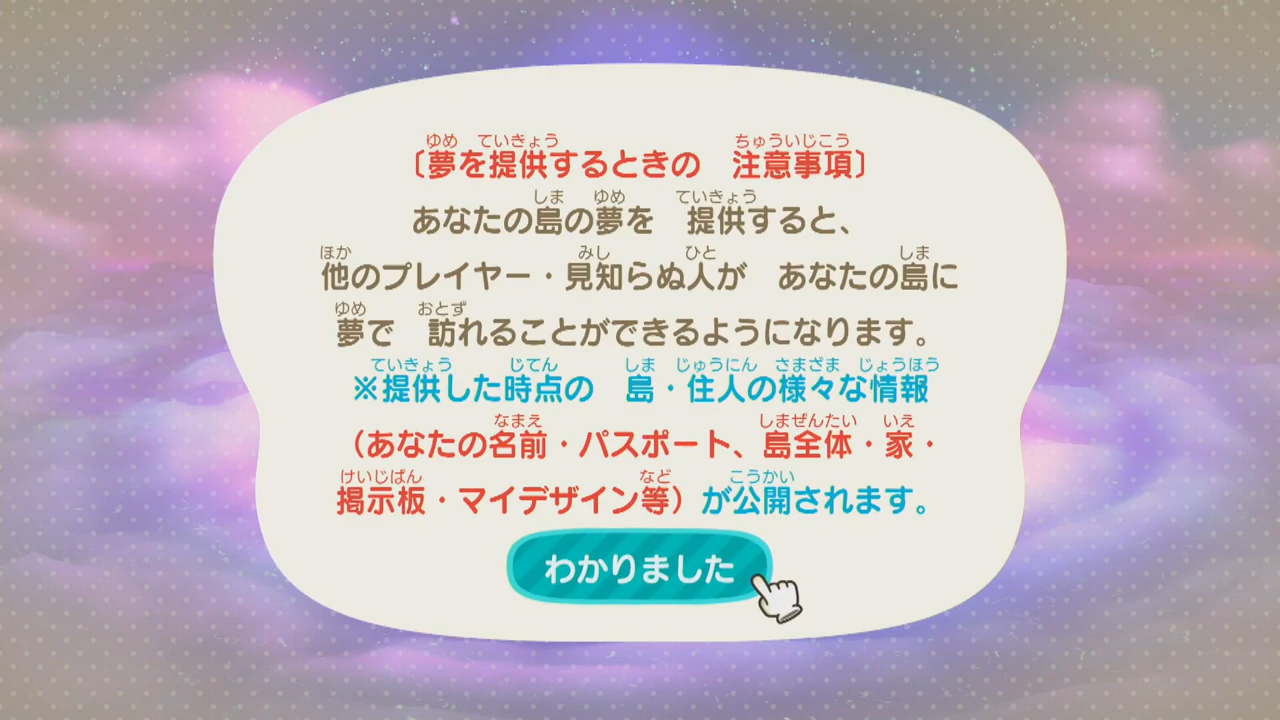 〔夢を提供するときの　注意事項〕
あなたの島の夢を　提供すると、
他のプレイヤー・見知らぬ人が　あなたの島に
夢で　訪れることができるようになります。
※提供した時点の　島・住人の様々な情報
（あなたの名前・パスポート、島全体・家・
掲示板・マイデザイン等）が公開されます。
わかりました